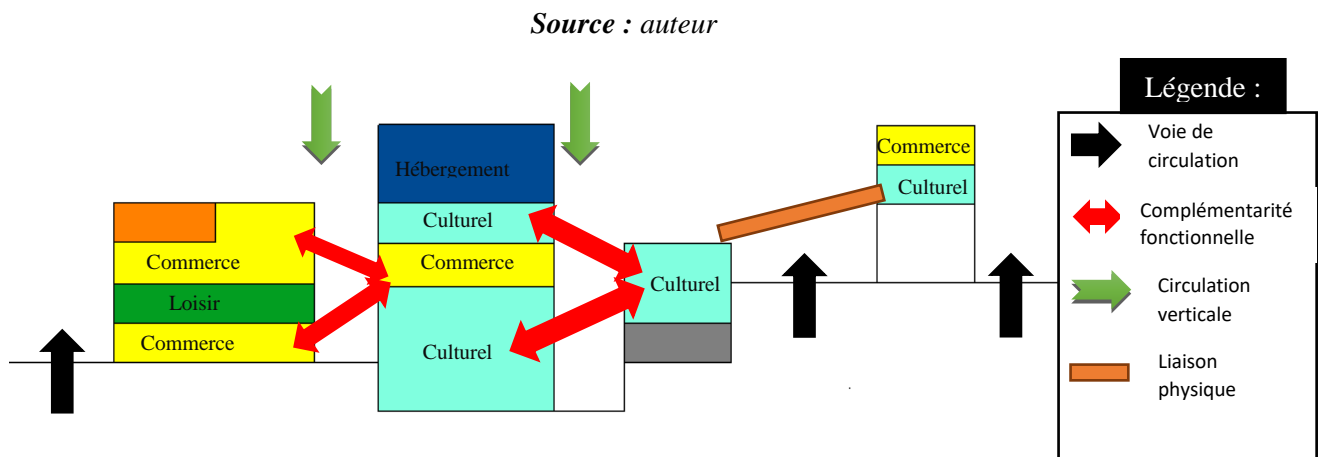 Source : auteur
Légende :
Voie de
circulation
Complémentarité
fonctionnelle
Circulation
verticale
Liaison
physique
Commerce
Culturel
Hébergement
Culturel
Commerce
Culturel
Commerce
Loisir
Commerce
Culturel